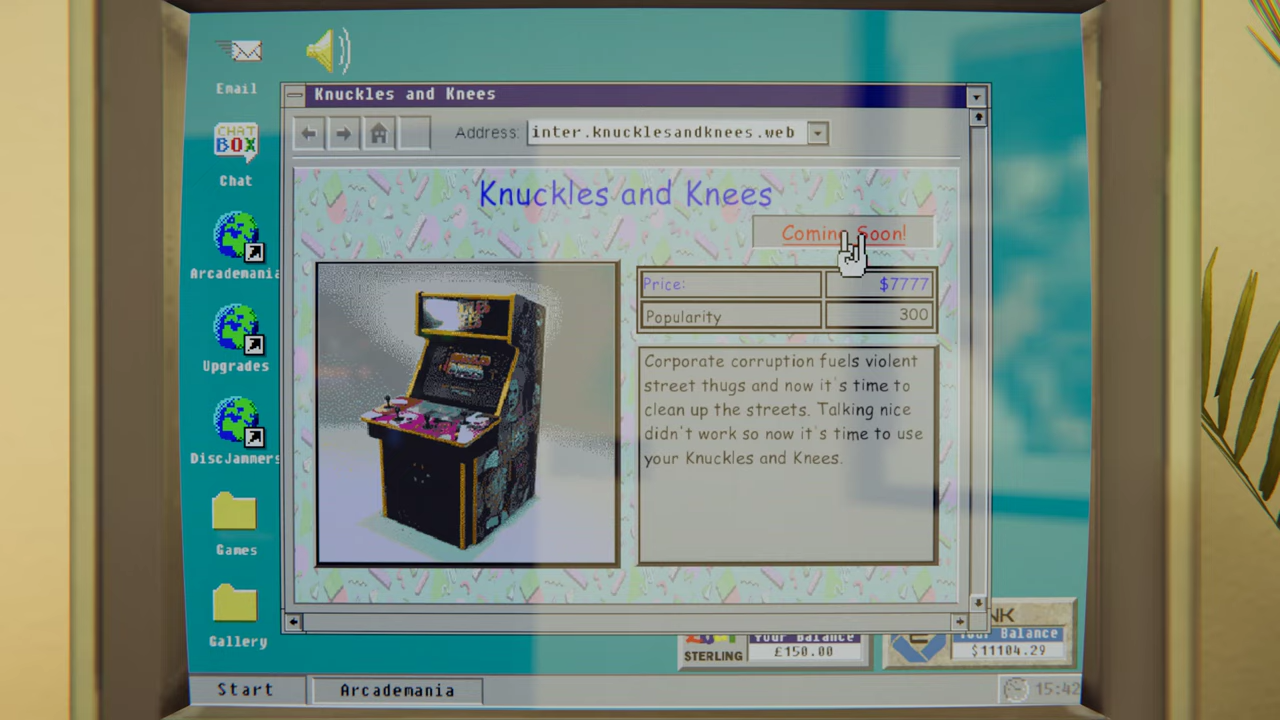 Email
CHAT
BOX
Chat
Arcademania
Upgrades
DiscJammers
Games
Gallery
Knuckles and Knees
Address:
inter.knucklesandknees.web
Knuckles and Knees
Coming Soon!
Price:
$7777
Popularity
300
Corporate corruption fuels violent
street thugs and now it's time to
clean up the streets. Talking nice
didn't work so now it's time to use
your Knuckles and Knees.
STERLING
Your Balance
£150.00
Your Balance
$11104.29
Start
Arcademania
15:42